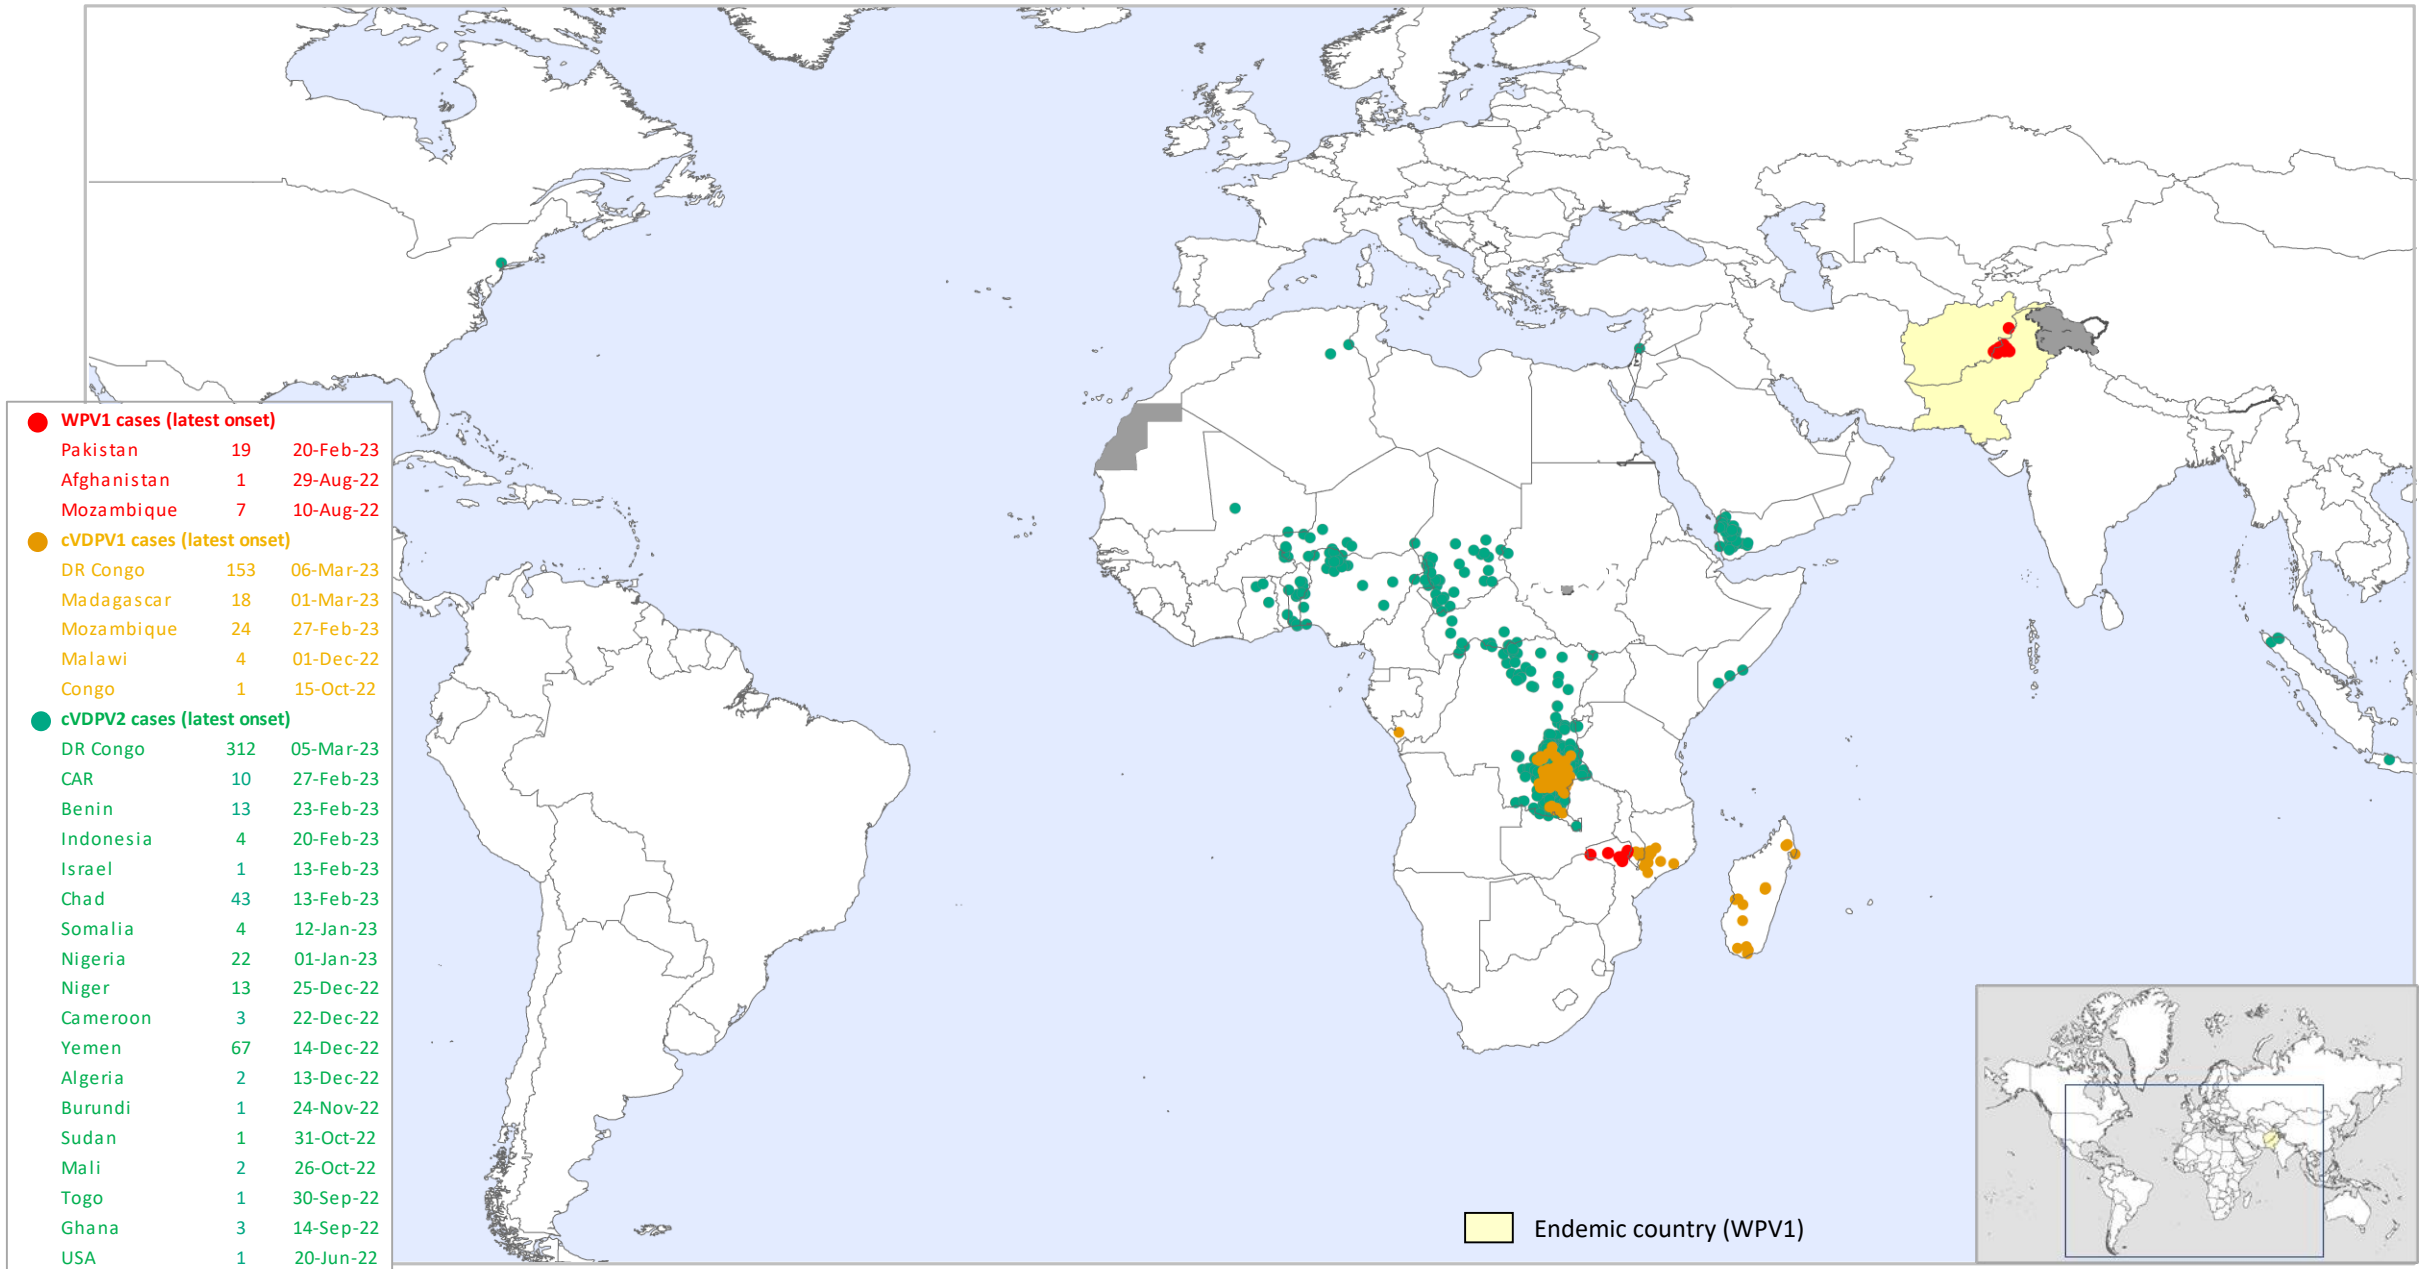 WPV1 cases (latest onset)
Pakistan 19 20-Feb-23
Afghanistan 1 29-Aug-22
Mozambique 7 10-Aug-22
cVDPV1 cases (latest onset)
DR Congo 153 06-Mar-23
Madagascar 18 01-Mar-23
Mozambique 24 27-Feb-23
Malawi 4 01-Dec-22
Congo 1 15-Oct-22
cVDPV2 cases (latest onset)
DR Congo 312 05-Mar-23
CAR 10 27-Feb-23
Benin 13 23-Feb-23
Indonesia 4 20-Feb-23
Israel 1 13-Feb-23
Chad 43 13-Feb-23
Somalia 4 12-Jan-23
Nigeria 22 01-Jan-23
Niger 13 25-Dec-22
Cameroon 3 22-Dec-22
Yemen 67 14-Dec-22
Algeria 2 13-Dec-22
Burundi 1 24-Nov-22
Sudan 1 31-Oct-22
Mali 2 26-Oct-22
Togo 1 30-Sep-22
Ghana 3 14-Sep-22
USA 1 20-Jun-22
Endemic country (WPV1)